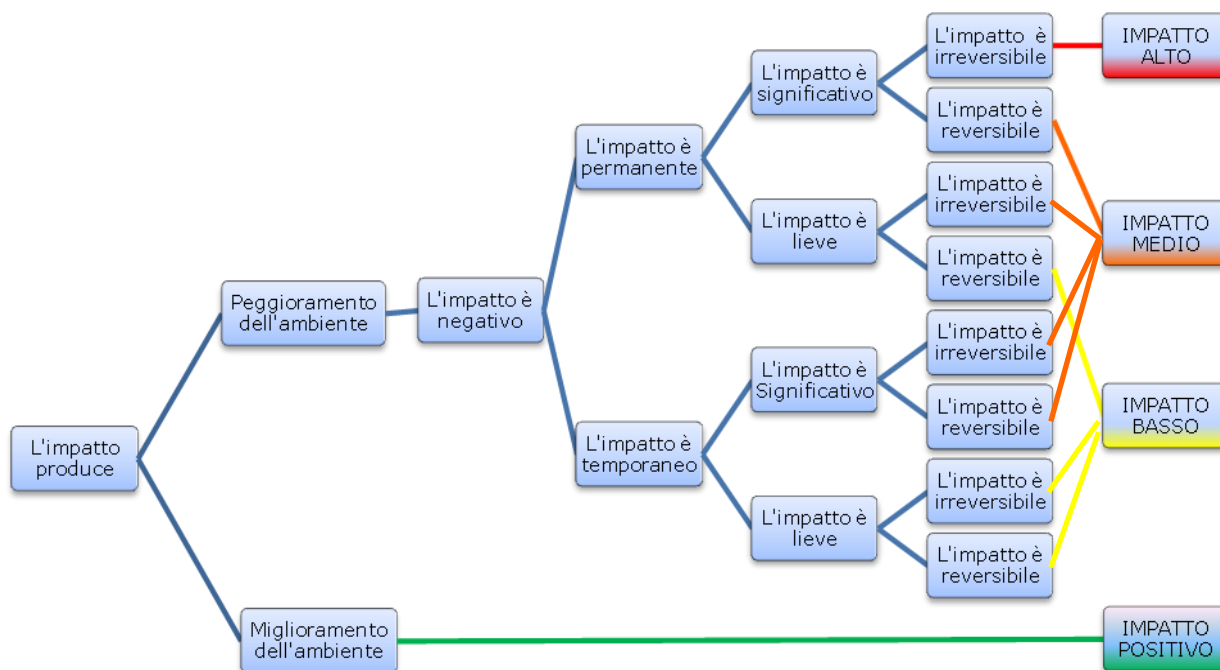 L'impatto
produce
Peggioramento
dell'ambiente
L'impatto è
negativo
L'impatto è
permanente
L'impatto è
significativo
L'impatto è
irreversibile
IMPATTO
ALTO
L'impatto è
reversibile
L'impatto è
lieve
L'impatto è
irreversibile
IMPATTO
MEDIO
L'impatto è
reversibile
L'impatto è
temporaneo
L'impatto è
Significativo
L'impatto è
irreversibile
L'impatto è
reversibile
IMPATTO
BASSO
L'impatto è
lieve
L'impatto è
irreversibile
L'impatto è
reversibile
Miglioramento
dell'ambiente
IMPATTO
POSITIVO